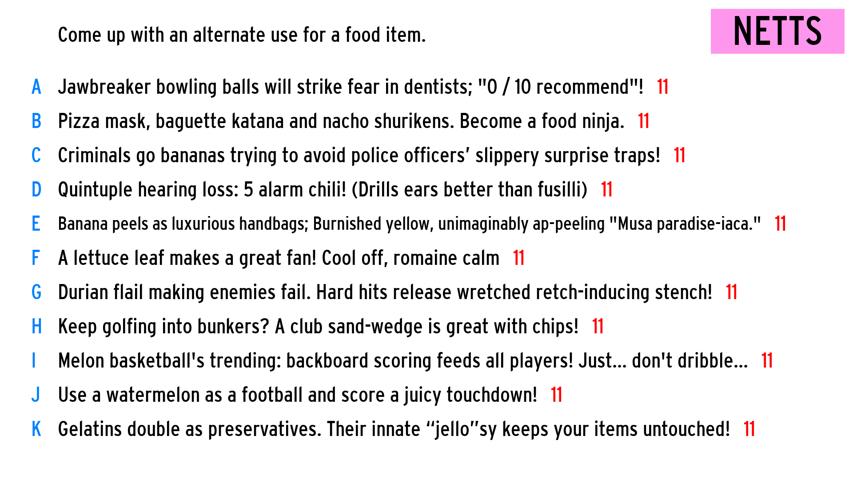 Come up with an alternate use for a food item.
NETTS
A Jawbreaker bowling balls will strike fear in dentists; "0 / 10 recommend"! 11
B Pizza mask, baguette katana and nacho shurikens. Become a food ninja. 11
C Criminals go bananas trying to avoid police officers’ slippery surprise traps! 11
D Quintuple hearing loss: 5 alarm chili! (Drills ears better than fusilli) 11
E Banana peels as luxurious handbags; Burnished yellow, unimaginably ap-peeling "Musa paradise-iaca." 11
F A lettuce leaf makes a great fan! Cool off, romaine calm 11
G Durian flail making enemies fail. Hard hits release wretched retch-inducing stench! 11
H Keep golfing into bunkers? A club sand-wedge is great with chips! 11
I Melon basketball's trending: backboard scoring feeds all players! Just... don't dribble... 11
J Use a watermelon as a football and score a juicy touchdown! 11
K Gelatins double as preservatives. Their innate “jello”sy keeps your items untouched! 11